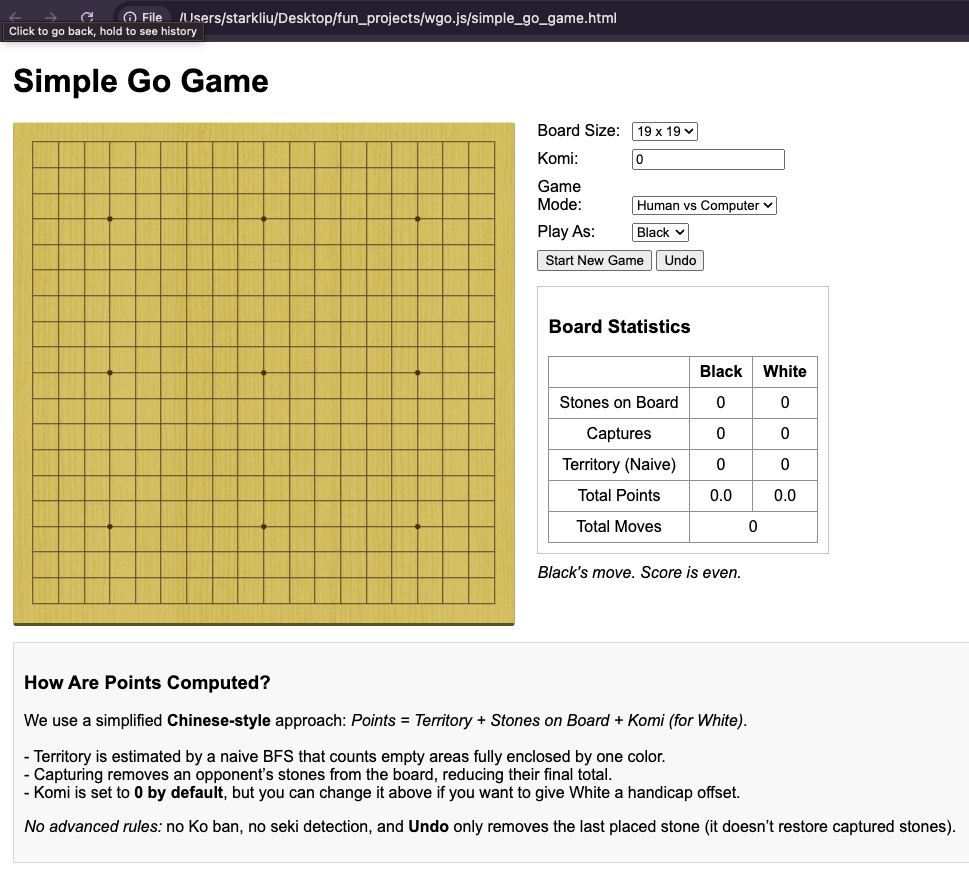 File /Users/starkliu/Desktop/fun_projects/wgo.js/simple_go_game.html
Click to go back, hold to see history
Simple Go Game
Board Size: 19 x 19
Komi: 0
Game
Mode: Human vs Computer
Play As: Black
Start New Game Undo
Board Statistics
Black White
Stones on Board 0 0
Captures 0 0
Territory (Naive) 0 0
Total Points 0.0 0.0
Total Moves 0
Black's move. Score is even.
How Are Points Computed?
We use a simplified Chinese-style approach: Points = Territory + Stones on Board + Komi (for White).
- Territory is estimated by a naive BFS that counts empty areas fully enclosed by one color.
- Capturing removes an opponent’s stones from the board, reducing their final total.
- Komi is set to 0 by default, but you can change it above if you want to give White a handicap offset.
No advanced rules: no Ko ban, no seki detection, and Undo only removes the last placed stone (it doesn’t restore captured stones).